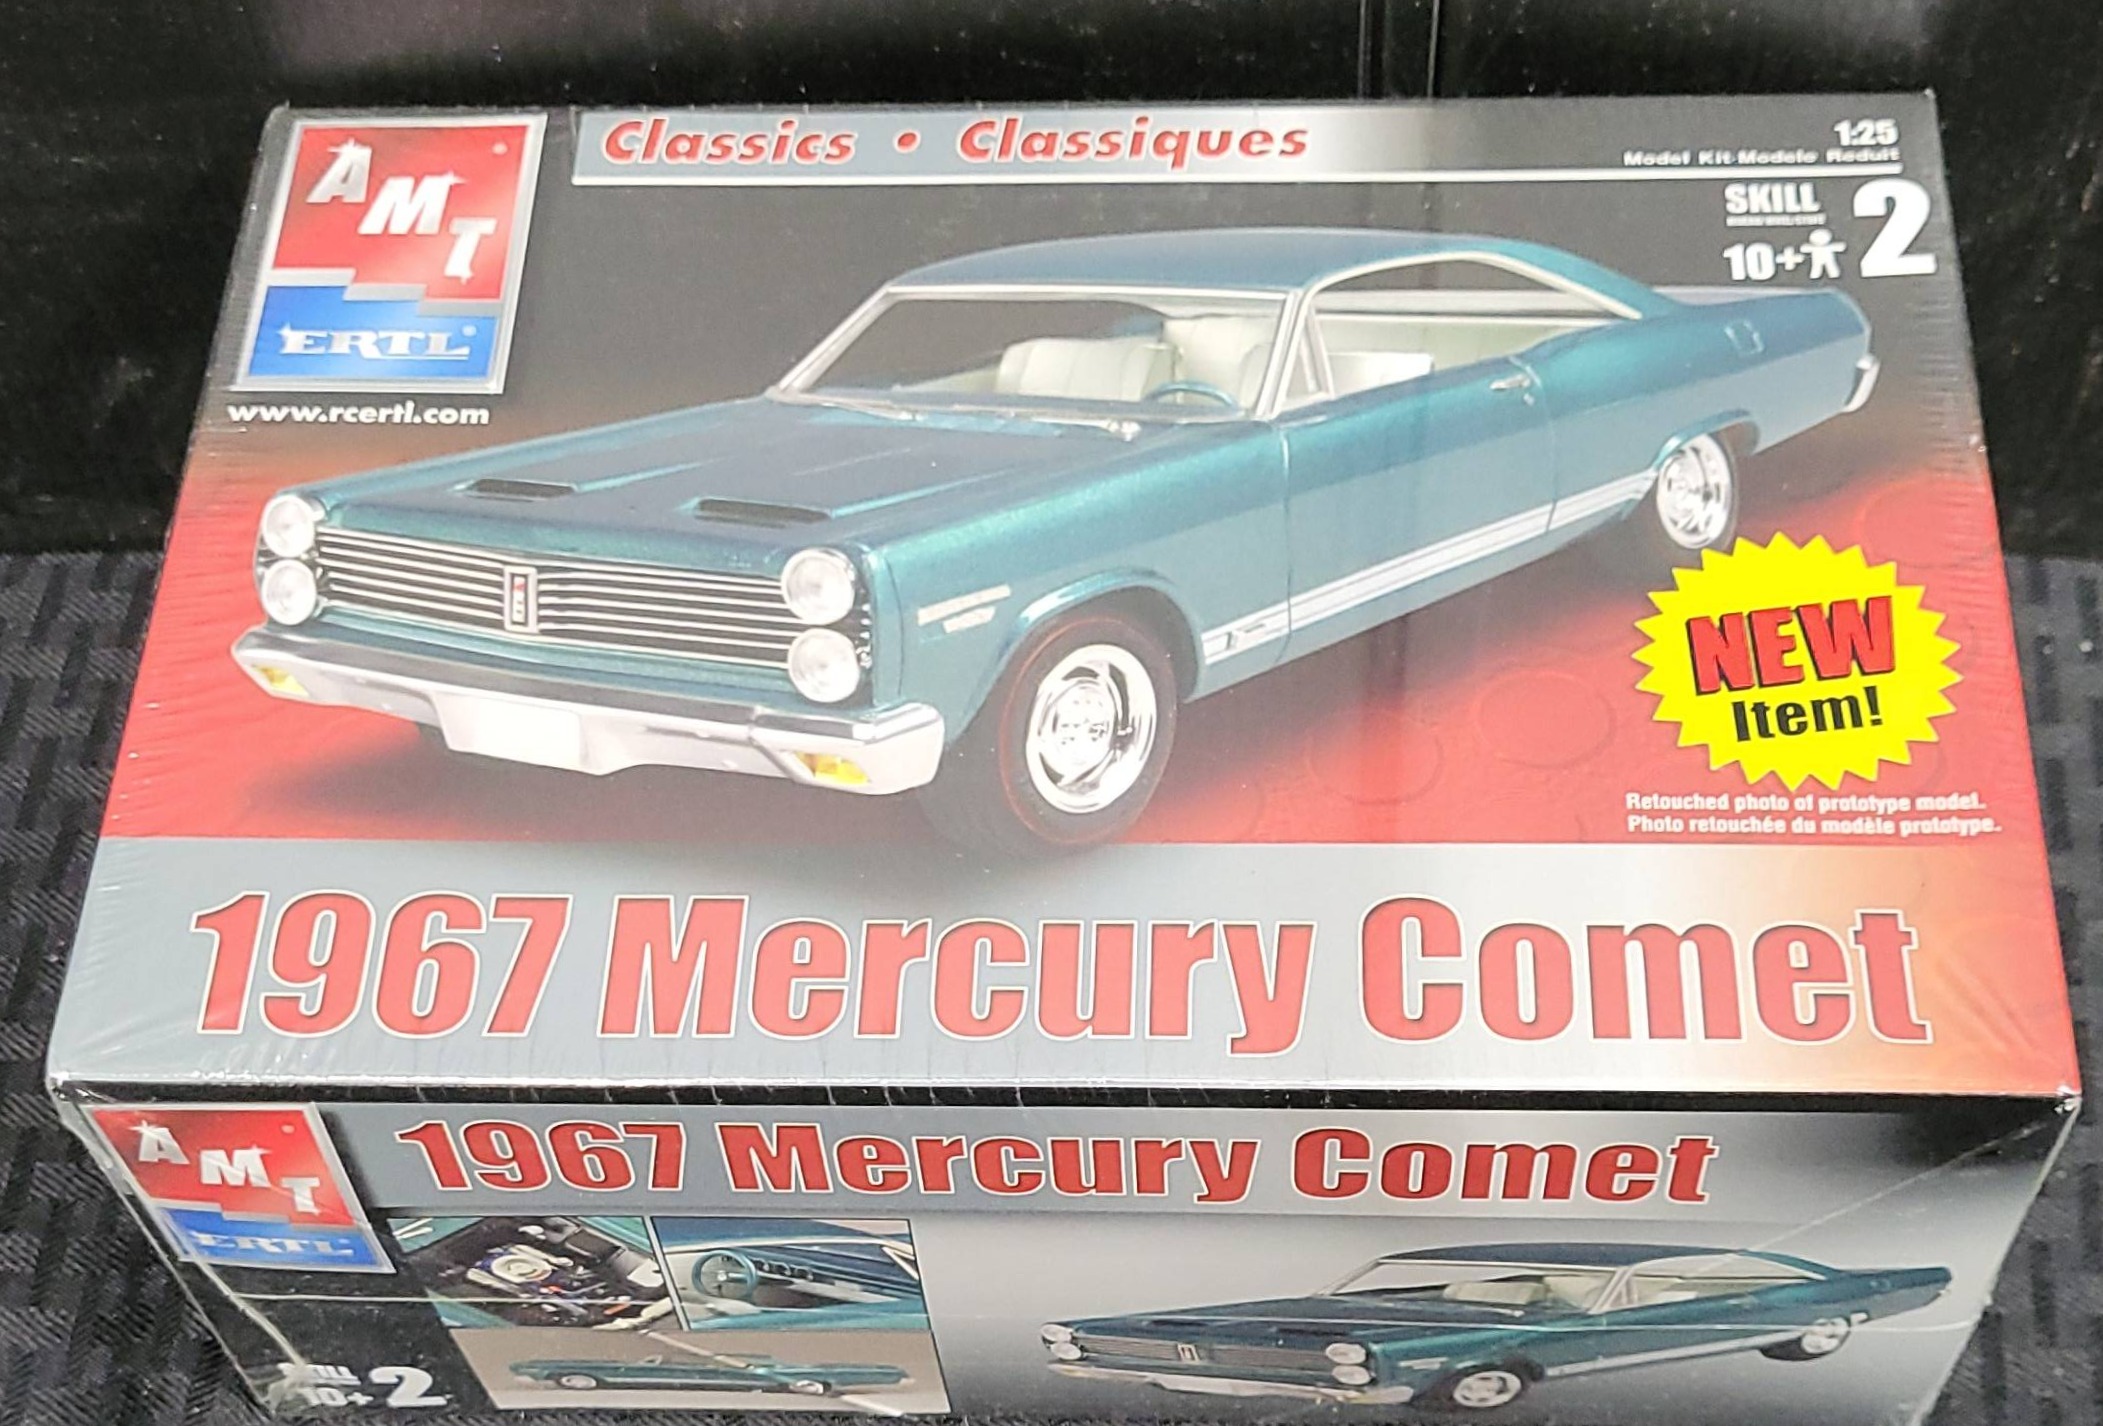 AMT
ERTL
www.rcertl.com
Classics • Classiques
1:25
Model Kit-Modele Reduit
SKILL
2
10+
NEW
Item!
Retouched photo of prototype model.
Photo retouchée du modèle prototype.
1967 Mercury Comet
AMT
ERTL
1967 Mercury Comet
SKILL
10+ 2